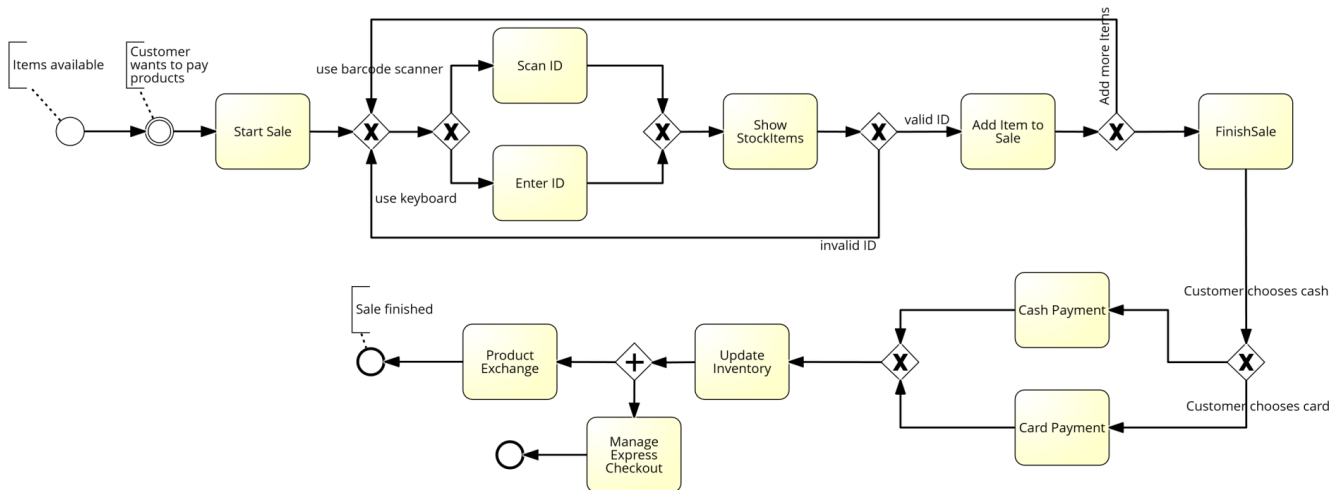 Add more Items
Items available
Customer
wants to pay
products
use barcode scanner
Scan ID
Start Sale
Show
StockItems
valid ID
Add Item to
Sale
FinishSale
Enter ID
use keyboard
invalid ID
Customer chooses cash
Cash Payment
Sale finished
Product
Exchange
Update
Inventory
Customer chooses card
Card Payment
Manage
Express
Checkout